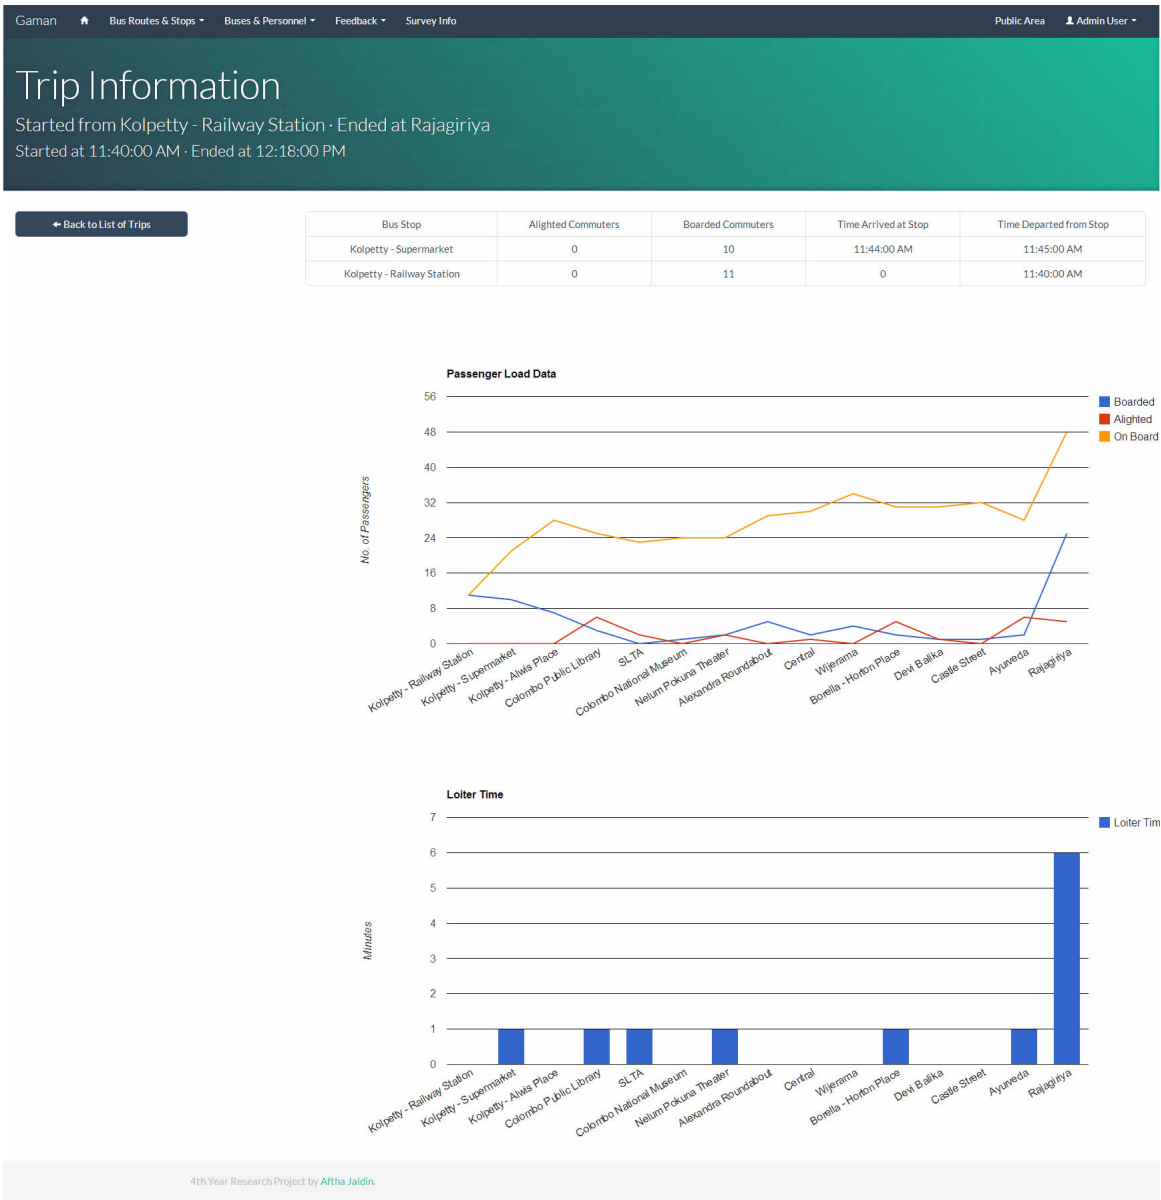 Gaman Bus Routes & Stops Buses & Personnel Feedback Survey Info Public Area Admin User
Trip Information
Started from Kolpetty - Railway Station · Ended at Rajagiriya
Started at 11:40:00 AM · Ended at 12:18:00 PM
Back to List of Trips
Bus Stop Alighted Commuters Boarded Commuters Time Arrived at Stop Time Departed from Stop
Kolpetty - Supermarket 0 10 11:44:00 AM 11:45:00 AM
Kolpetty - Railway Station 0 11 0 11:40:00 AM
Passenger Load Data
56
48
40
32
24
16
8
0
No. of Passengers
Boarded
Alighted
On Board
Kolpetty - Railway Station
Kolpetty - Supermarket
Kolpetty - Alwis Place
Colombo Public Library
SLTA
Colombo National Museum
Nelum Pokuna Theater
Alexandra Roundabout
Central
Wijerama
Borella - Horton Place
Devi Balika
Castle Street
Ayurveda
Rajagiriya
Loiter Time
7
6
5
4
3
2
1
0
Minutes
Loiter Tim
Kolpetty - Railway Station
Kolpetty - Supermarket
Kolpetty - Alwis Place
Colombo Public Library
SLTA
Colombo National Museum
Nelum Pokuna Theater
Alexandra Roundabout
Central
Wijerama
Borella - Horton Place
Devi Balika
Castle Street
Ayurveda
Rajagiriya
4th Year Research Project by Aftha Jaldin.